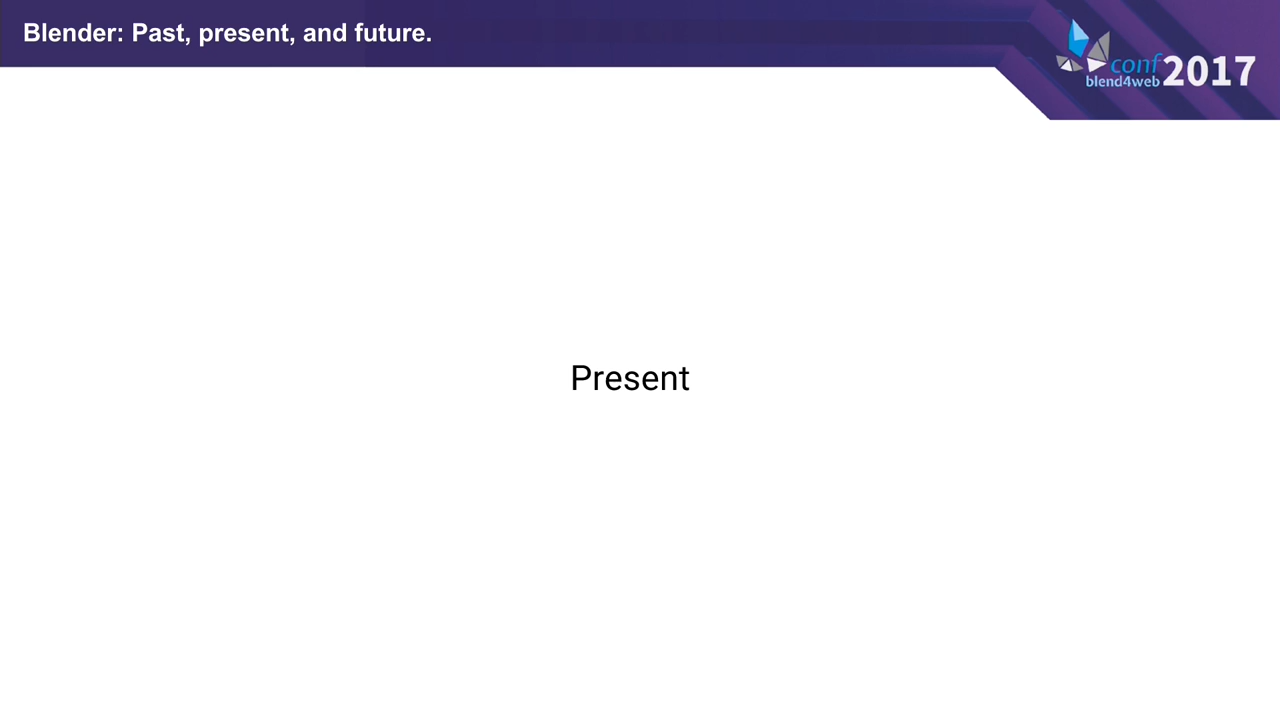 Blender: Past, present, and future.
conf
blend4web 2017
Present